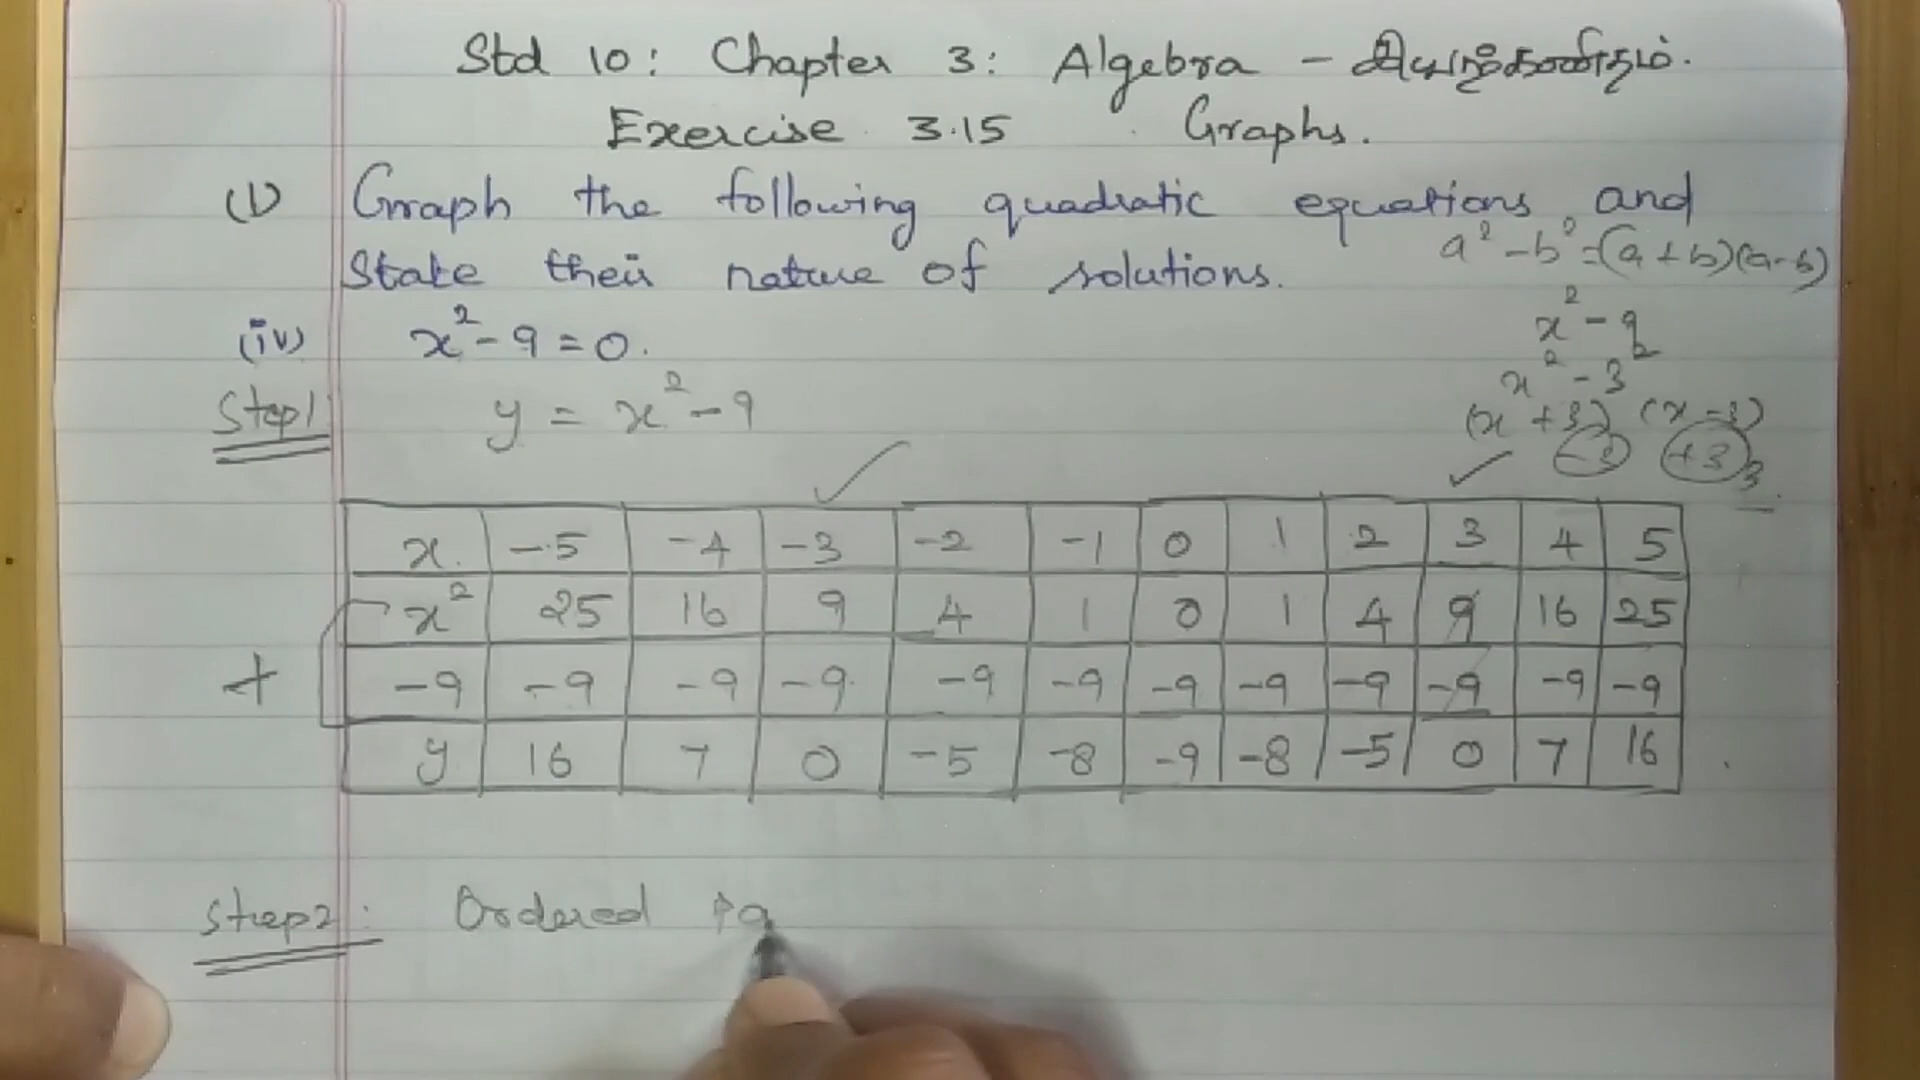 Std 10: Chapter 3: Algebra - இயற்கணிதம்.
Exercise 3.15 Graphs.
(1) Graph the following quadratic equations and
State their nature of solutions.
a² - b² = (a+b)(a-b)
(iv) x² - 9 = 0.
x² - 9
x² - 3²
Step1 y = x² - 9
(x+3) (x-3)
-3 +3 3
x. -5 -4 -3 -2 -1 0 1 2 3 4 5
x² 25 16 9 4 1 0 1 4 9 16 25
+ -9 -9 -9 -9 -9 -9 -9 -9 -9 -9 -9 -9
y 16 7 0 -5 -8 -9 -8 -5 0 7 16
Step2: Ordered pa